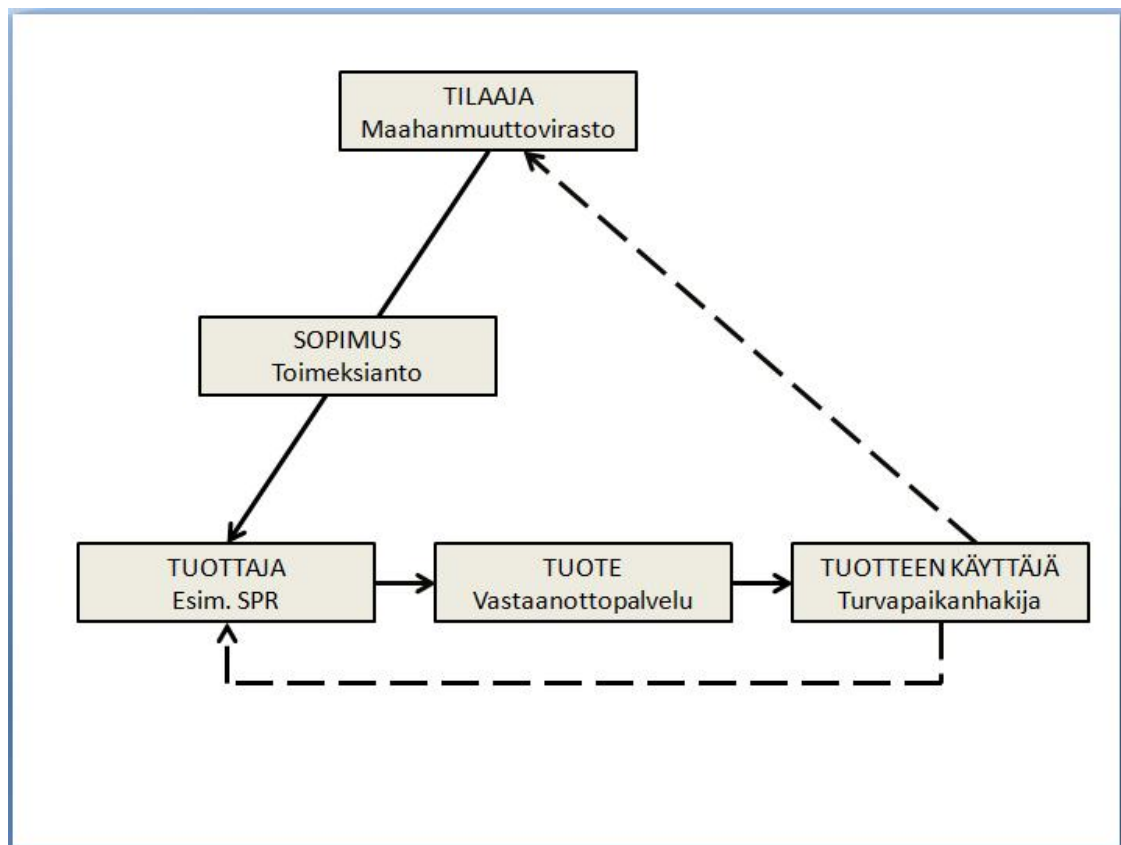 TILAAJA
Maahanmuuttovirasto
SOPIMUS
Toimeksianto
TUOTTAJA
Esim. SPR
TUOTE
Vastaanottopalvelu
TUOTTEEN KÄYTTÄJÄ
Turvapaikanhakija